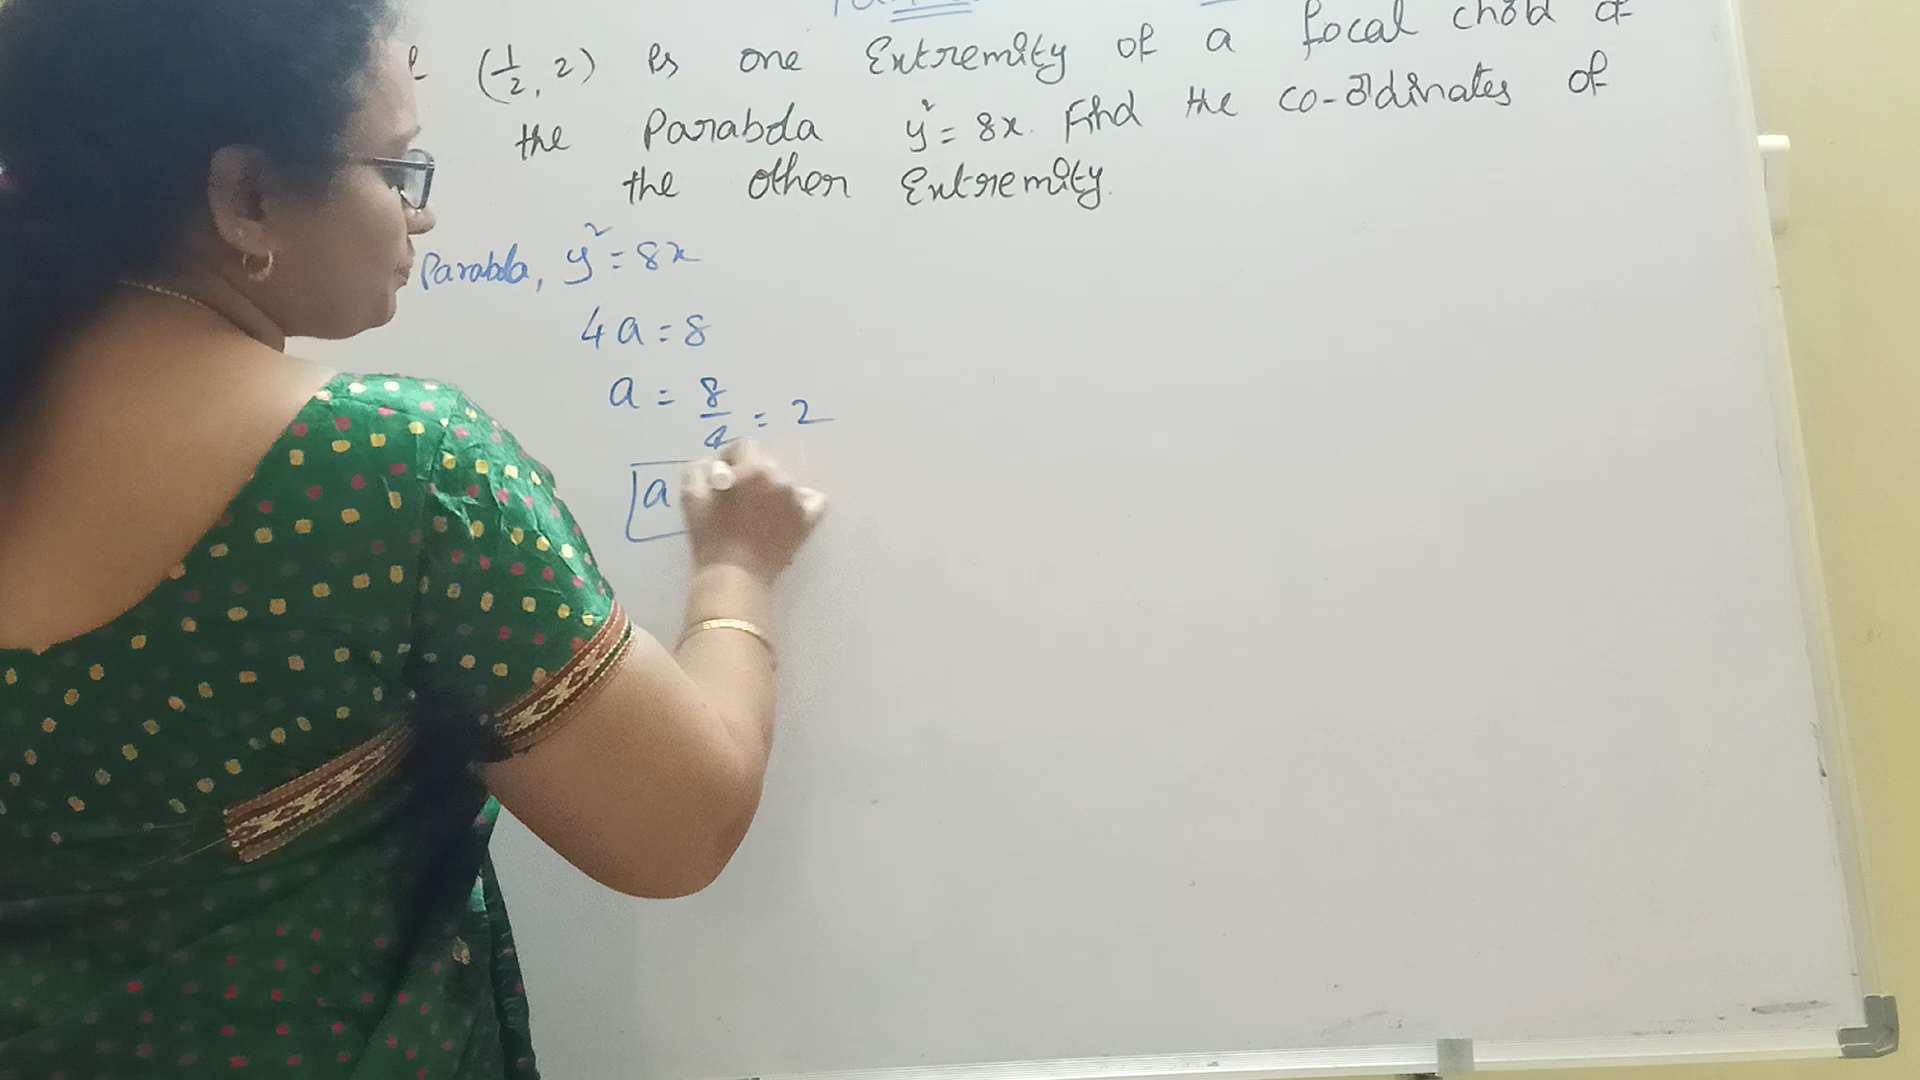 (1/2, 2) is one Extremity of a focal chord of
the Parabola y² = 8x. Find the co-ordinates of
the other Extremity.
Parabola, y² = 8x
4a = 8
a = 8/4 = 2
a